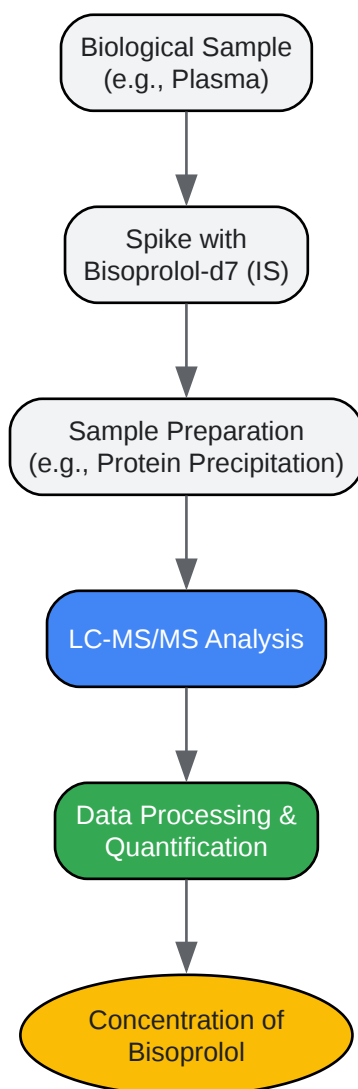 Biological Sample
(e.g., Plasma)
Spike with
Bisoprolol-d7 (IS)
Sample Preparation
(e.g., Protein Precipitation)
LC-MS/MS Analysis
Data Processing &
Quantification
Concentration of
Bisoprolol